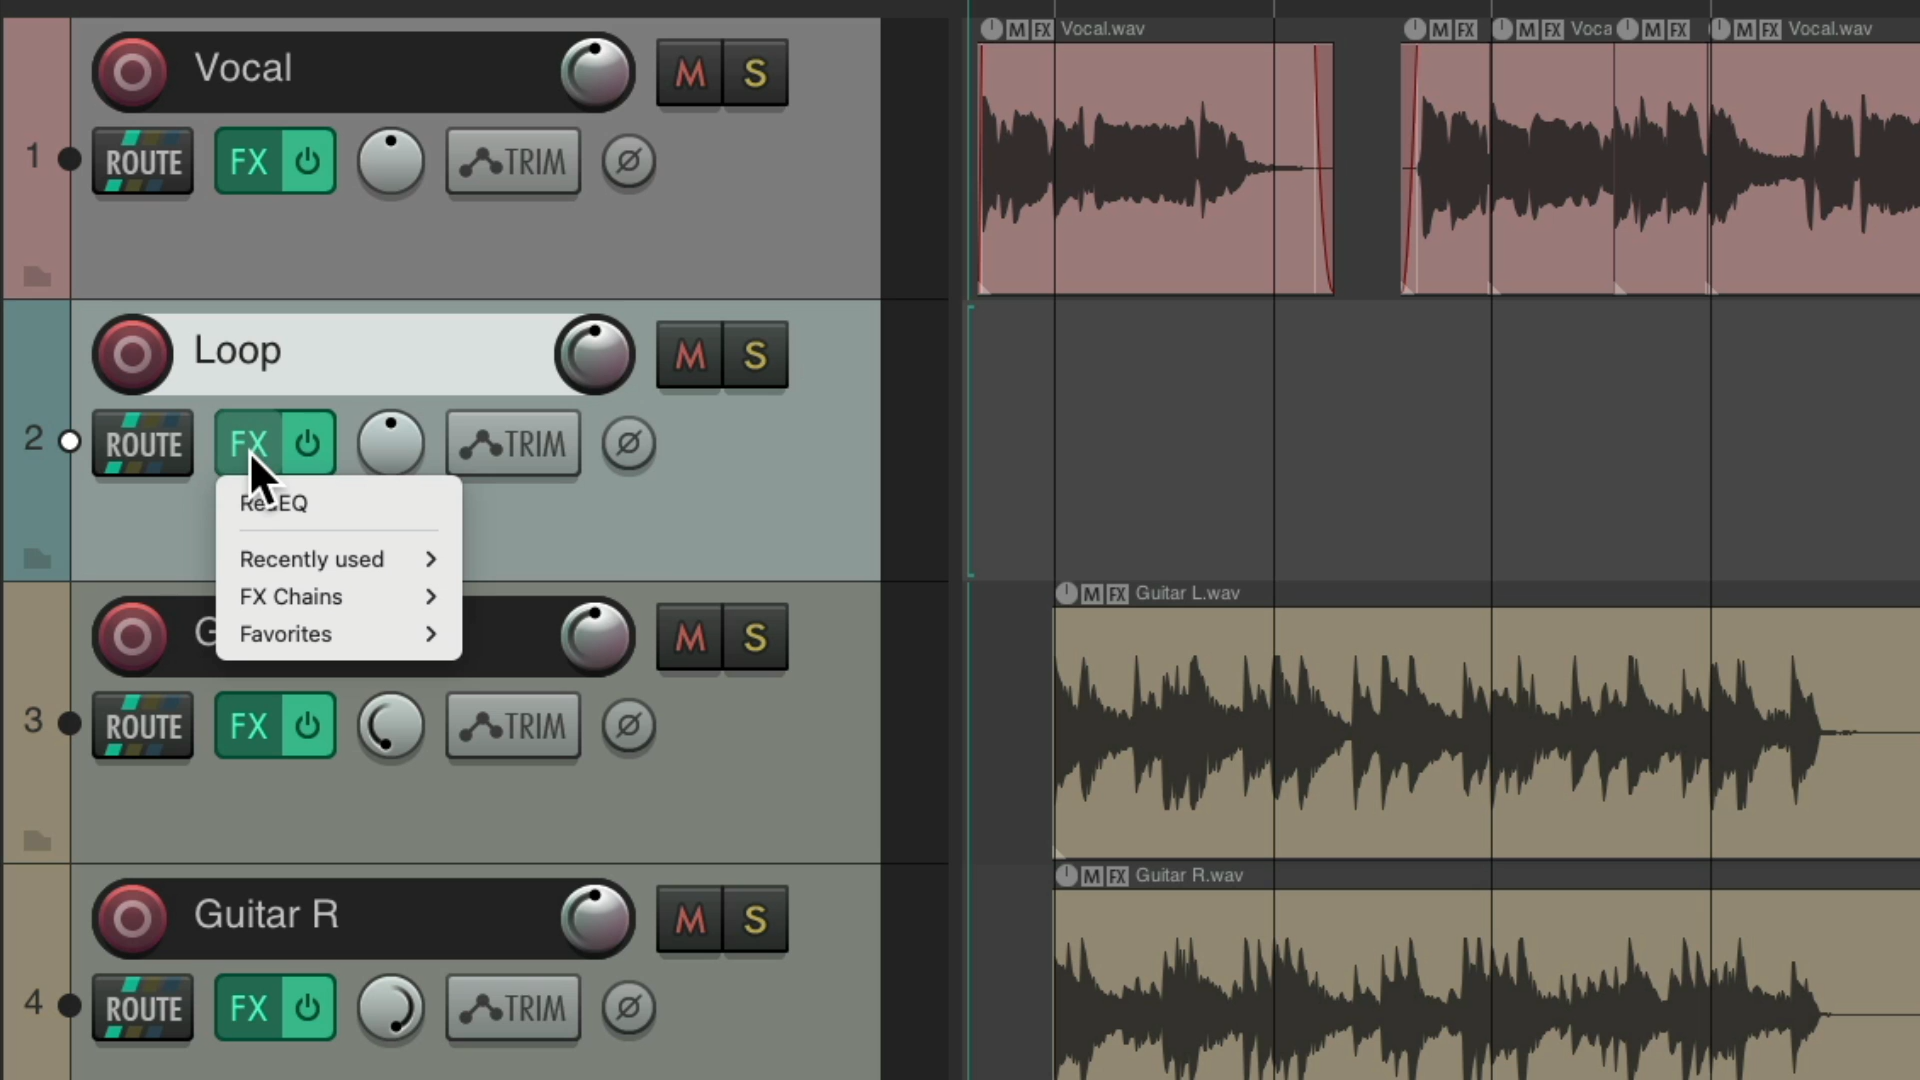 M FX Vocal.wav M FX M FX Voca M FX M FX Vocal.wav
Vocal M S
1 ROUTE FX TRIM
Loop M S
2 ROUTE FX TRIM
ReaEQ
Recently used
FX Chains
Favorites
M S
M FX Guitar L.wav
3 ROUTE FX TRIM
M FX Guitar R.wav
Guitar R M S
4 ROUTE FX TRIM